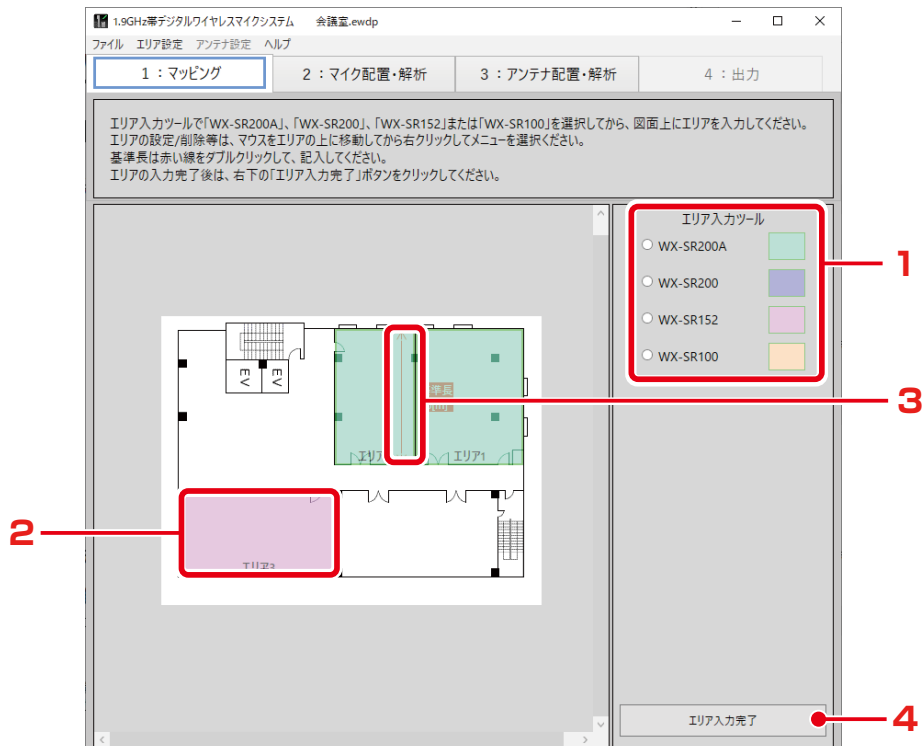 1.9GHz帯デジタルワイヤレスマイクシステム 会議室.ewdp
ファイル エリア設定 アンテナ設定 ヘルプ
1：マッピング 2：マイク配置・解析 3：アンテナ配置・解析 4：出力
エリア入力ツールで「WX-SR200A」、「WX-SR200」、「WX-SR152」または「WX-SR100」を選択してから、図面上にエリアを入力してください。
エリアの設定/削除等は、マウスをエリアの上に移動してから右クリックしてメニューを選択ください。
基準長は赤い線をダブルクリックして、記入してください。
エリアの入力完了後は、右下の「エリア入力完了」ボタンをクリックしてください。
エリア入力ツール
WX-SR200A
1
WX-SR200
WX-SR152
WX-SR100
EV EV
準長
3
エリア エリア1
2
エリア3
エリア入力完了
4